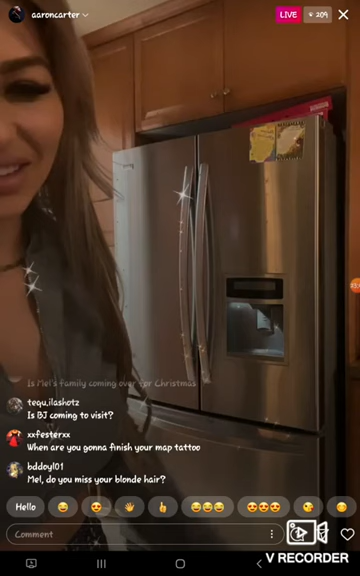 aaroncarter
LIVE
209
Is Mel's family coming over for Christmas
tequ,ilashotz
Is BJ coming to visit?
xxfesterxx
When are you gonna finish your map tattoo
bddoyl01
Mel, do you miss your blonde hair?
Hello
Comment
V RECORDER